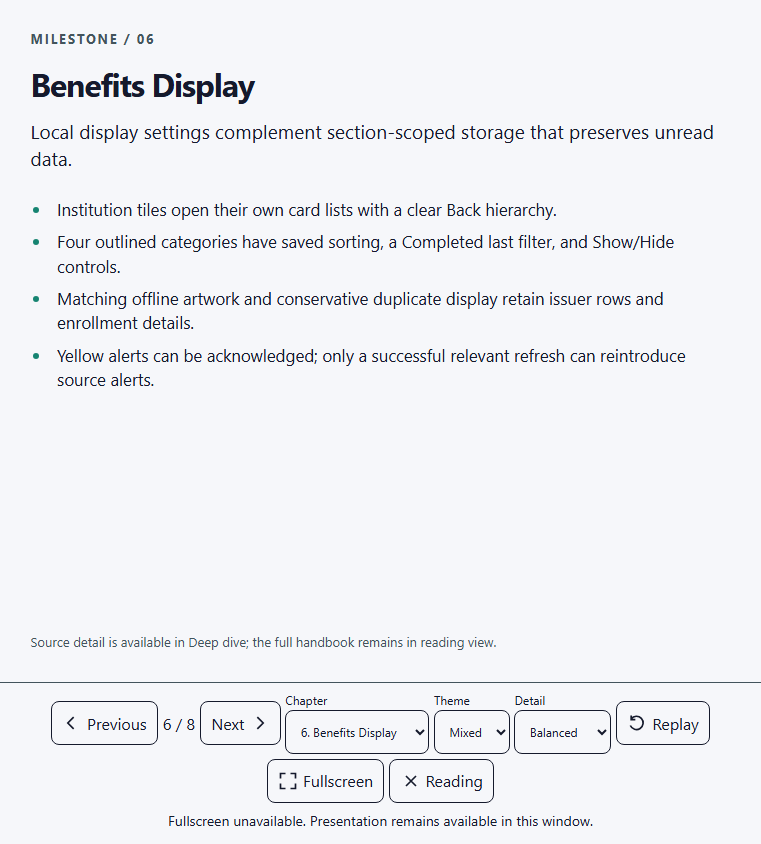 MILESTONE / 06
Benefits Display
Local display settings complement section-scoped storage that preserves unread
data.
Institution tiles open their own card lists with a clear Back hierarchy.
Four outlined categories have saved sorting, a Completed last filter, and Show/Hide
controls.
Matching offline artwork and conservative duplicate display retain issuer rows and
enrollment details.
Yellow alerts can be acknowledged; only a successful relevant refresh can reintroduce
source alerts.
Source detail is available in Deep dive; the full handbook remains in reading view.
Chapter Theme Detail
Previous 6 / 8 Next 6. Benefits Display Mixed Balanced Replay
Fullscreen Reading
Fullscreen unavailable. Presentation remains available in this window.